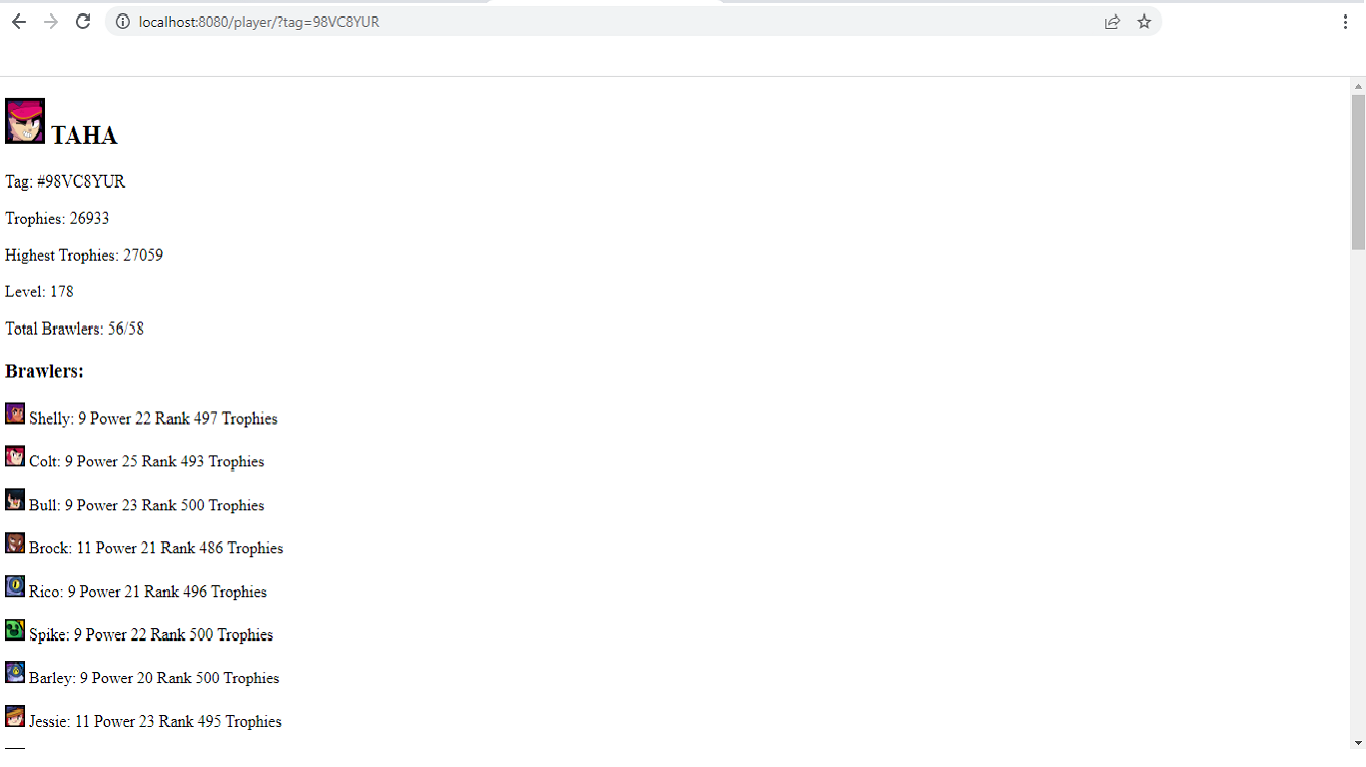 localhost:8080/player/?tag=98VC8YUR
TAHA
Tag: #98VC8YUR
Trophies: 26933
Highest Trophies: 27059
Level: 178
Total Brawlers: 56/58
Brawlers:
Shelly: 9 Power 22 Rank 497 Trophies
Colt: 9 Power 25 Rank 493 Trophies
Bull: 9 Power 23 Rank 500 Trophies
Brock: 11 Power 21 Rank 486 Trophies
Rico: 9 Power 21 Rank 496 Trophies
Spike: 9 Power 22 Rank 500 Trophies
Barley: 9 Power 20 Rank 500 Trophies
Jessie: 11 Power 23 Rank 495 Trophies